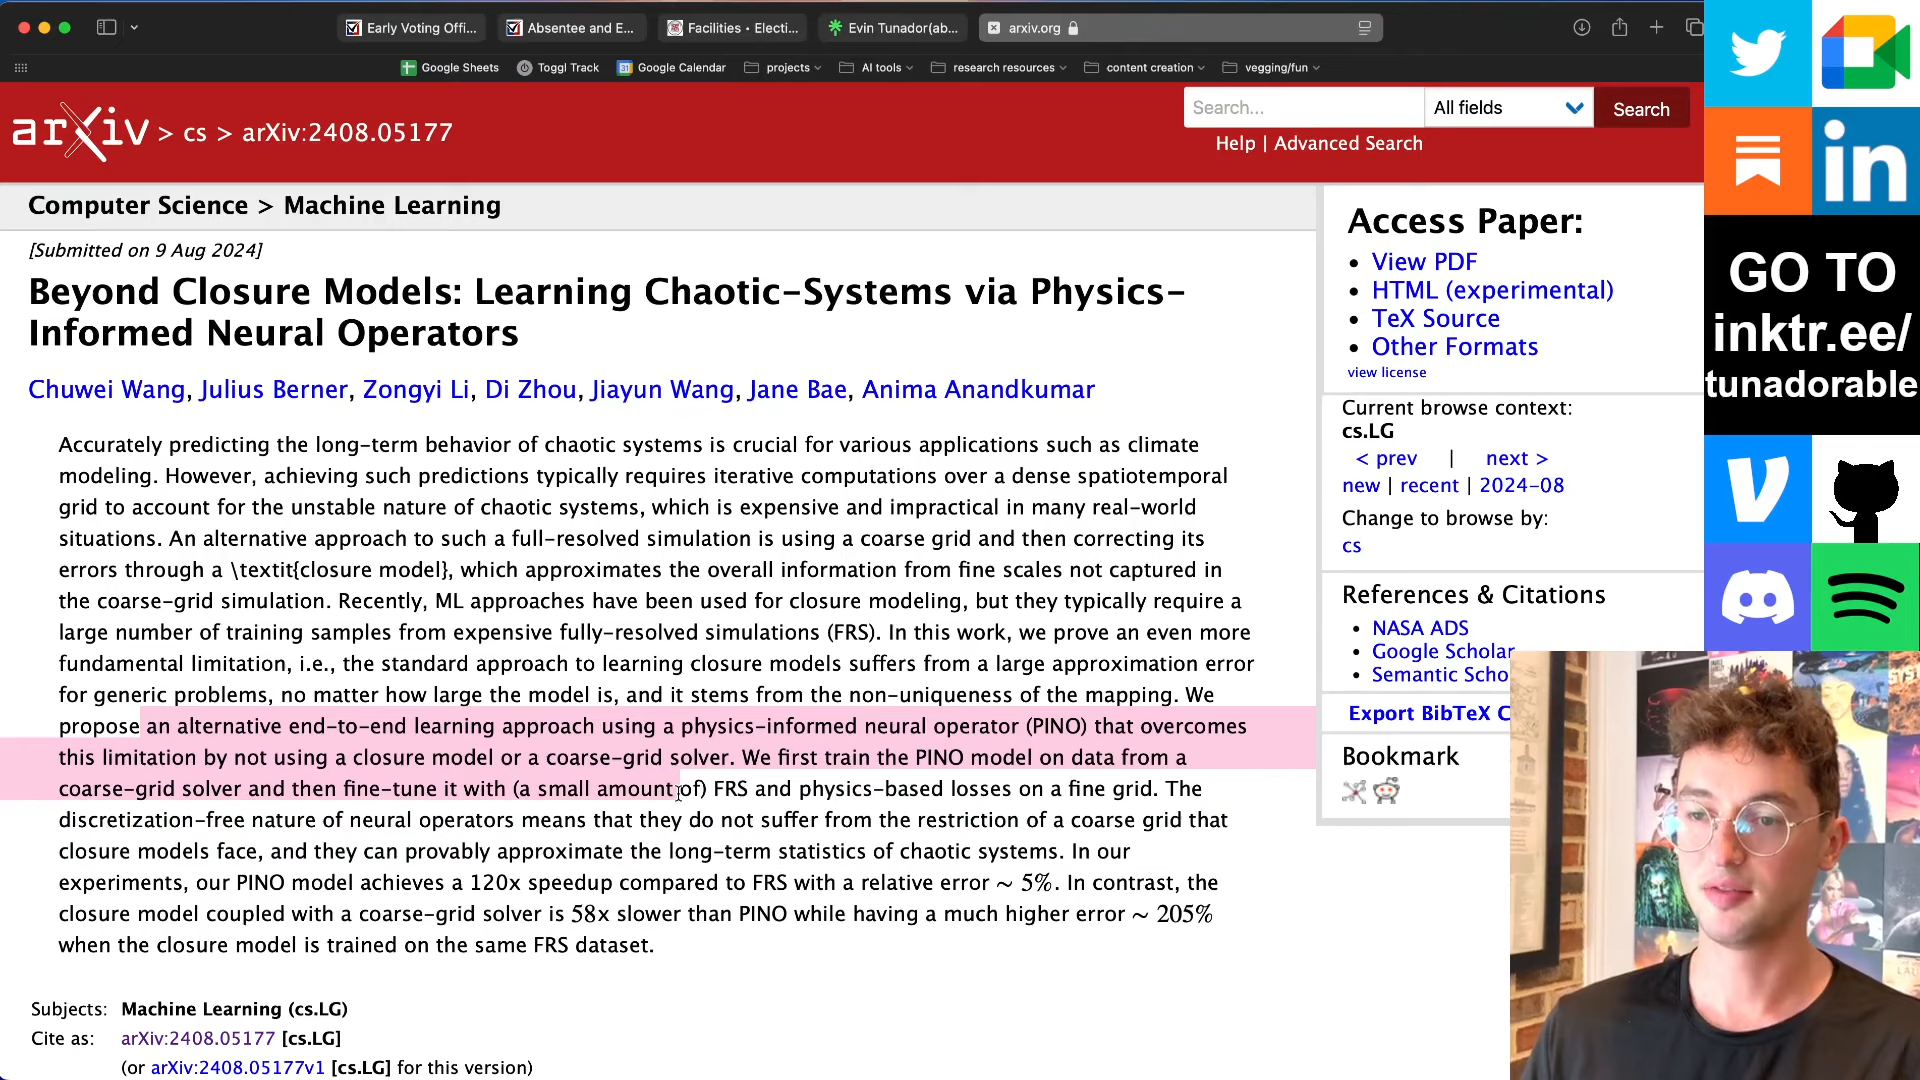 Early Voting Offi...
Absentee and E...
Facilities • Electi...
Evin Tunador(ab...
arxiv.org
Google Sheets
Toggl Track
Google Calendar
projects
AI tools
research resources
content creation
vegging/fun
arXiv > cs > arXiv:2408.05177
Search...
All fields
Search
Help | Advanced Search
Computer Science > Machine Learning
[Submitted on 9 Aug 2024]
Beyond Closure Models: Learning Chaotic-Systems via Physics-
Informed Neural Operators
Chuwei Wang, Julius Berner, Zongyi Li, Di Zhou, Jiayun Wang, Jane Bae, Anima Anandkumar
Accurately predicting the long-term behavior of chaotic systems is crucial for various applications such as climate
modeling. However, achieving such predictions typically requires iterative computations over a dense spatiotemporal
grid to account for the unstable nature of chaotic systems, which is expensive and impractical in many real-world
situations. An alternative approach to such a full-resolved simulation is using a coarse grid and then correcting its
errors through a \textit{closure model}, which approximates the overall information from fine scales not captured in
the coarse-grid simulation. Recently, ML approaches have been used for closure modeling, but they typically require a
large number of training samples from expensive fully-resolved simulations (FRS). In this work, we prove an even more
fundamental limitation, i.e., the standard approach to learning closure models suffers from a large approximation error
for generic problems, no matter how large the model is, and it stems from the non-uniqueness of the mapping. We
propose an alternative end-to-end learning approach using a physics-informed neural operator (PINO) that overcomes
this limitation by not using a closure model or a coarse-grid solver. We first train the PINO model on data from a
coarse-grid solver and then fine-tune it with (a small amount of) FRS and physics-based losses on a fine grid. The
discretization-free nature of neural operators means that they do not suffer from the restriction of a coarse grid that
closure models face, and they can provably approximate the long-term statistics of chaotic systems. In our
experiments, our PINO model achieves a 120x speedup compared to FRS with a relative error ~ 5%. In contrast, the
closure model coupled with a coarse-grid solver is 58x slower than PINO while having a much higher error ~ 205%
when the closure model is trained on the same FRS dataset.
Subjects: Machine Learning (cs.LG)
Cite as: arXiv:2408.05177 [cs.LG]
(or arXiv:2408.05177v1 [cs.LG] for this version)
Access Paper:
View PDF
HTML (experimental)
TeX Source
Other Formats
view license
Current browse context:
cs.LG
< prev | next >
new | recent | 2024-08
Change to browse by:
cs
References & Citations
NASA ADS
Google Scholar
Semantic Scho
Export BibTeX C
Bookmark
in
GO TO
inktr.ee/
tunadorable